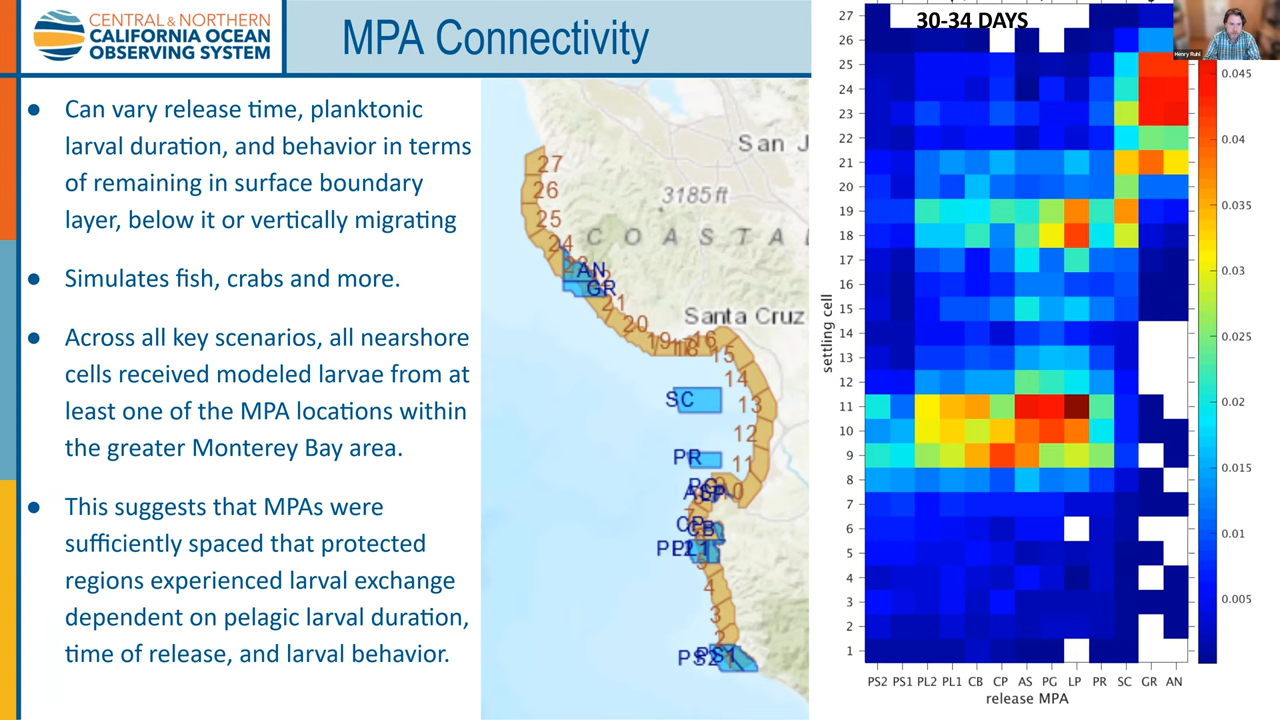 CENTRAL & NORTHERN
CALIFORNIA OCEAN
OBSERVING SYSTEM
MPA Connectivity
● Can vary release time, planktonic
larval duration, and behavior in terms
of remaining in surface boundary
layer, below it or vertically migrating
● Simulates fish, crabs and more.
● Across all key scenarios, all nearshore
cells received modeled larvae from at
least one of the MPA locations within
the greater Monterey Bay area.
● This suggests that MPAs were
sufficiently spaced that protected
regions experienced larval exchange
dependent on pelagic larval duration,
time of release, and larval behavior.
San J
27
26
3185 ft
25
24
C O A S T A L
AN
GR
21
20
Santa Cruz
19
18
16
15
14
SC
13
12
PR
11
CP
CB
4
3
2
PS2
30-34 DAYS
Henry Ruhl
settling cell
27
26
25
24
23
22
21
20
19
18
17
16
15
14
13
12
11
10
9
8
7
6
5
4
3
2
1
PS2 PS1 PL2 PL1 CB CP AS PG LP PR SC GR AN
release MPA
0.045
0.04
0.035
0.03
0.025
0.02
0.015
0.01
0.005